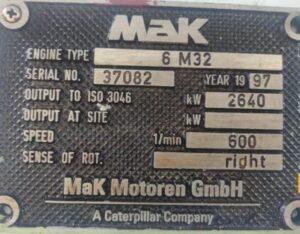 MaK
ENGINE TYPE 6 M32
SERIAL NO. 37082 YEAR 19 97
OUTPUT TO ISO 3046 kW 2640
OUTPUT AT SITE kW
SPEED 1/min 600
SENSE OF ROT. right
MaK Motoren GmbH
A Caterpillar Company